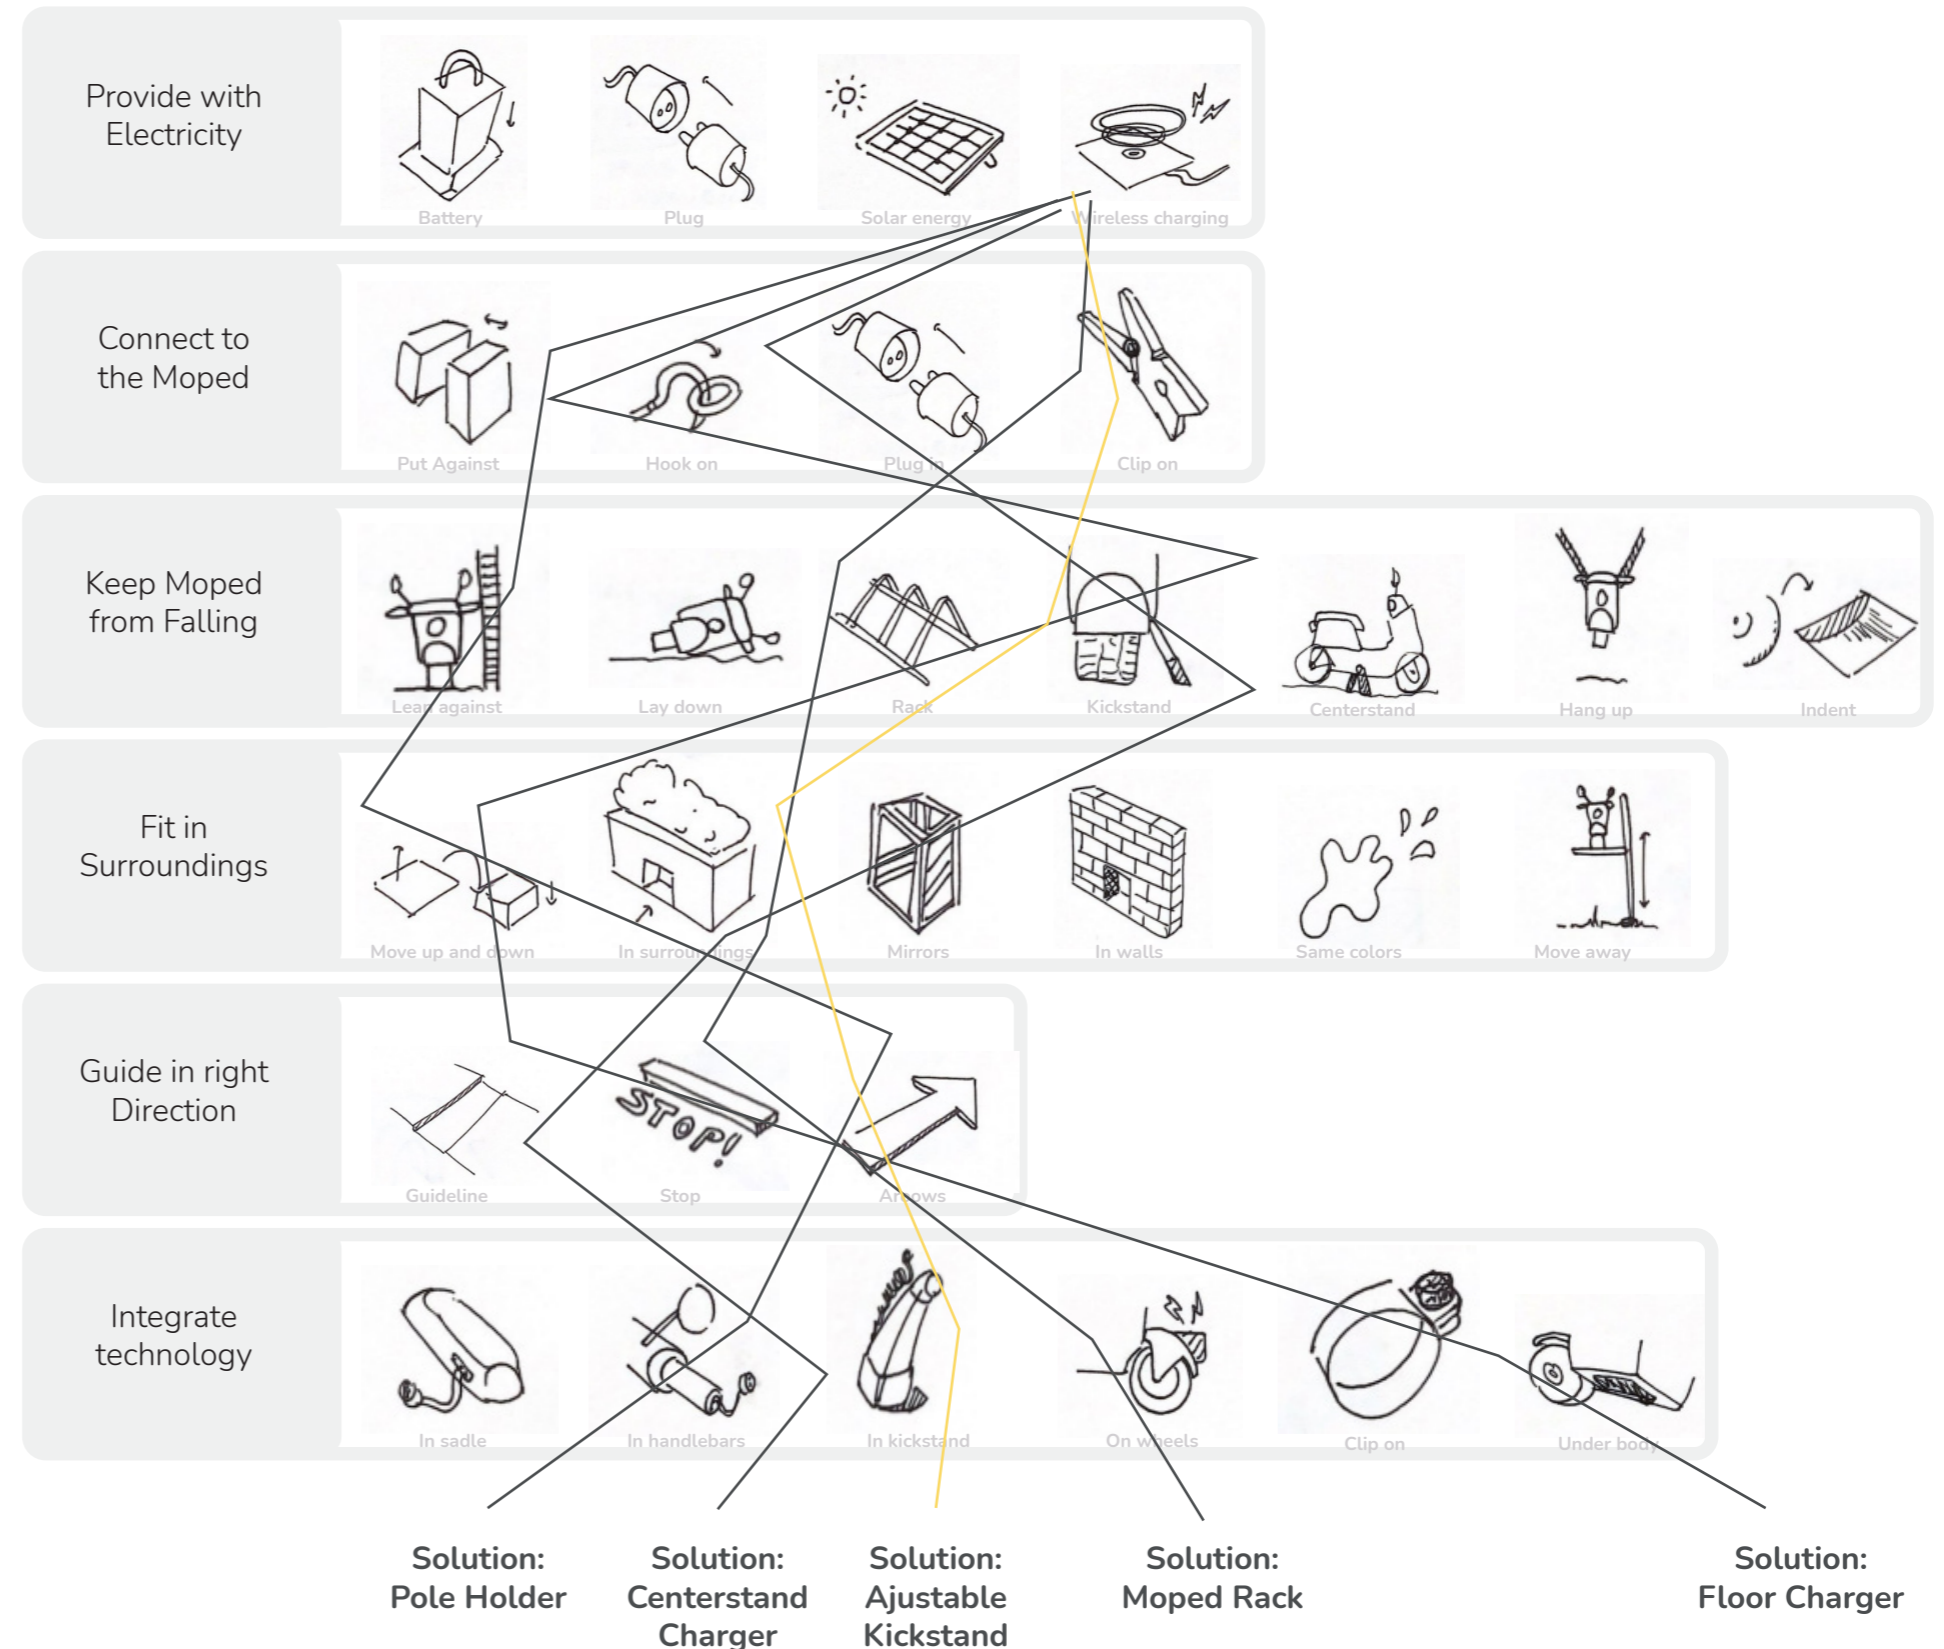 Provide with
Electricity
Battery
Plug
Solar energy
Wireless charging
Connect to
the Moped
Put Against
Hook on
Plug in
Clip on
Keep Moped
from Falling
Lean against
Lay down
Rack
Kickstand
Centerstand
Hang up
Indent
Fit in
Surroundings
Move up and down
In surroundings
Mirrors
In walls
Same colors
Move away
Guide in right
Direction
STOP!
Guideline
Stop
Arrows
Integrate
technology
In sadle
In handlebars
In kickstand
On wheels
Clip on
Under body
Solution:
Pole Holder
Solution:
Centerstand
Charger
Solution:
Ajustable
Kickstand
Solution:
Moped Rack
Solution:
Floor Charger